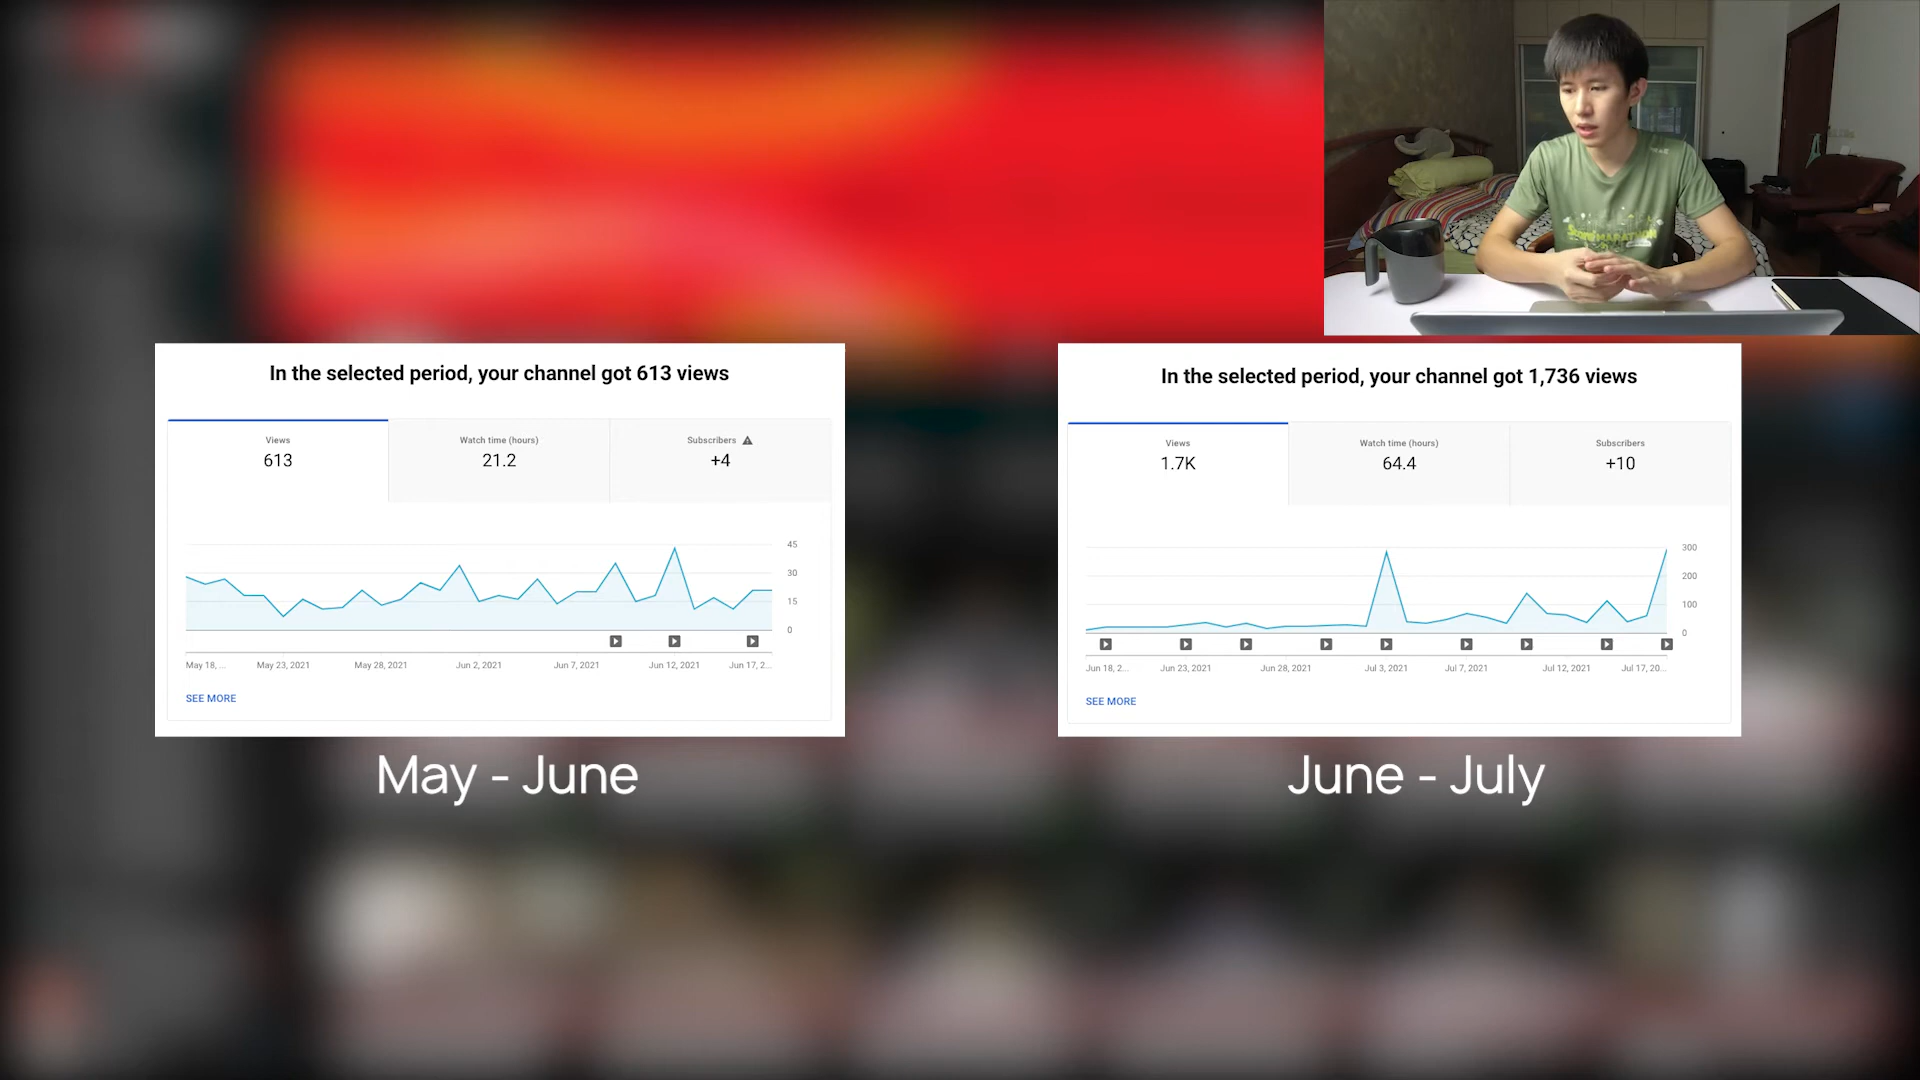 In the selected period, your channel got 613 views
Views
613
Watch time (hours)
21.2
Subscribers
+4
45
30
15
0
May 18, ...
May 23, 2021
May 28, 2021
Jun 2, 2021
Jun 7, 2021
Jun 12, 2021
Jun 17, 2...
SEE MORE
May - June
In the selected period, your channel got 1,736 views
Views
1.7K
Watch time (hours)
64.4
Subscribers
+10
300
200
100
0
Jun 18, 2...
Jun 23, 2021
Jun 28, 2021
Jul 3, 2021
Jul 7, 2021
Jul 12, 2021
Jul 17, 20...
SEE MORE
June - July